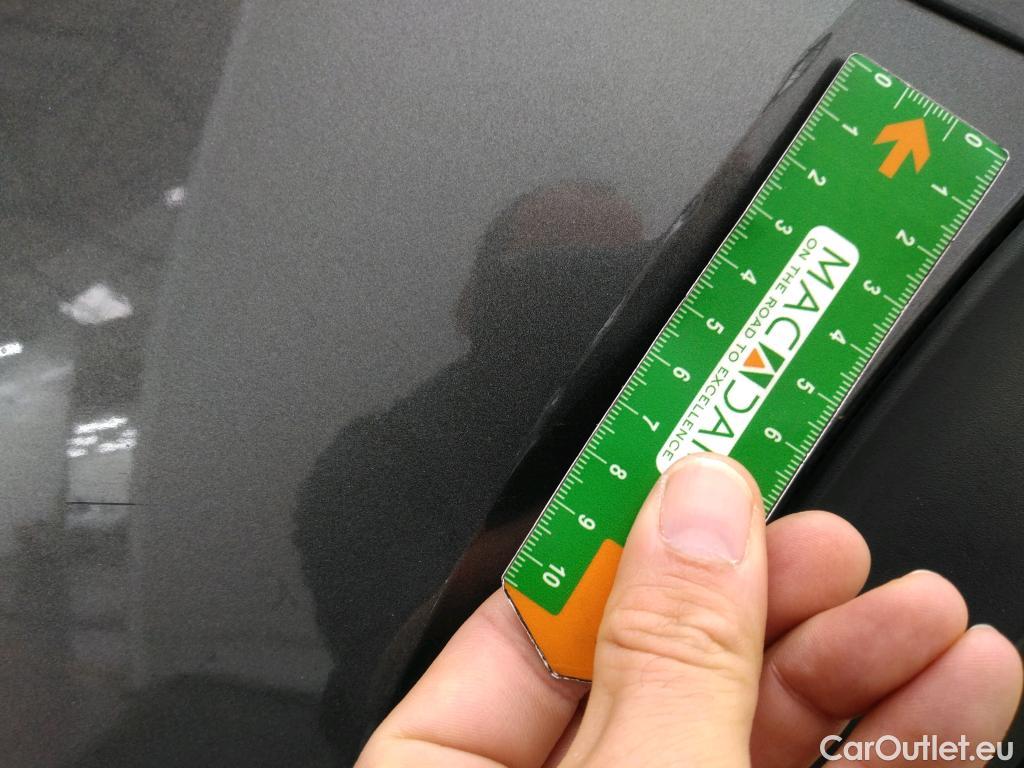 0 1 2 3 4 5 6 7 8 9 10
0 1 2 3 4 5 6
MACADA
ON THE ROAD TO EXCELLENCE
CarOutlet.eu